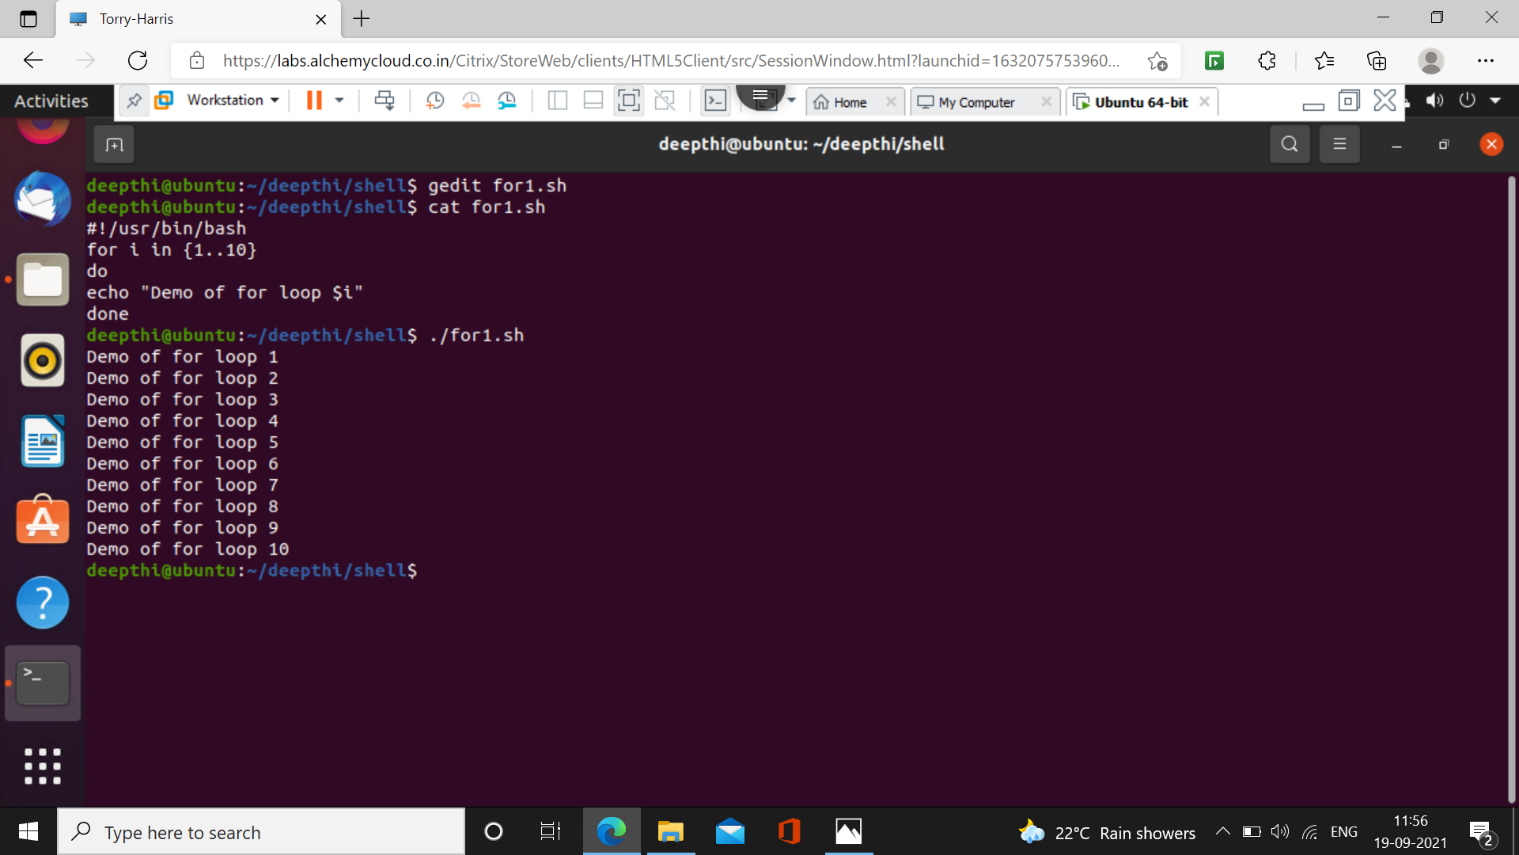 Torry-Harris
https://labs.alchemycloud.co.in/Citrix/StoreWeb/clients/HTML5Client/src/SessionWindow.html?launchid=1632075753960...
Activities
Workstation
Home
My Computer
Ubuntu 64-bit
deepthi@ubuntu: ~/deepthi/shell
deepthi@ubuntu:~/deepthi/shell$ gedit for1.sh
deepthi@ubuntu:~/deepthi/shell$ cat for1.sh
#!/usr/bin/bash
for i in {1..10}
do
echo "Demo of for loop $i"
done
deepthi@ubuntu:~/deepthi/shell$ ./for1.sh
Demo of for loop 1
Demo of for loop 2
Demo of for loop 3
Demo of for loop 4
Demo of for loop 5
Demo of for loop 6
Demo of for loop 7
Demo of for loop 8
Demo of for loop 9
Demo of for loop 10
deepthi@ubuntu:~/deepthi/shell$
Type here to search
22°C Rain showers
ENG
11:56
19-09-2021
2